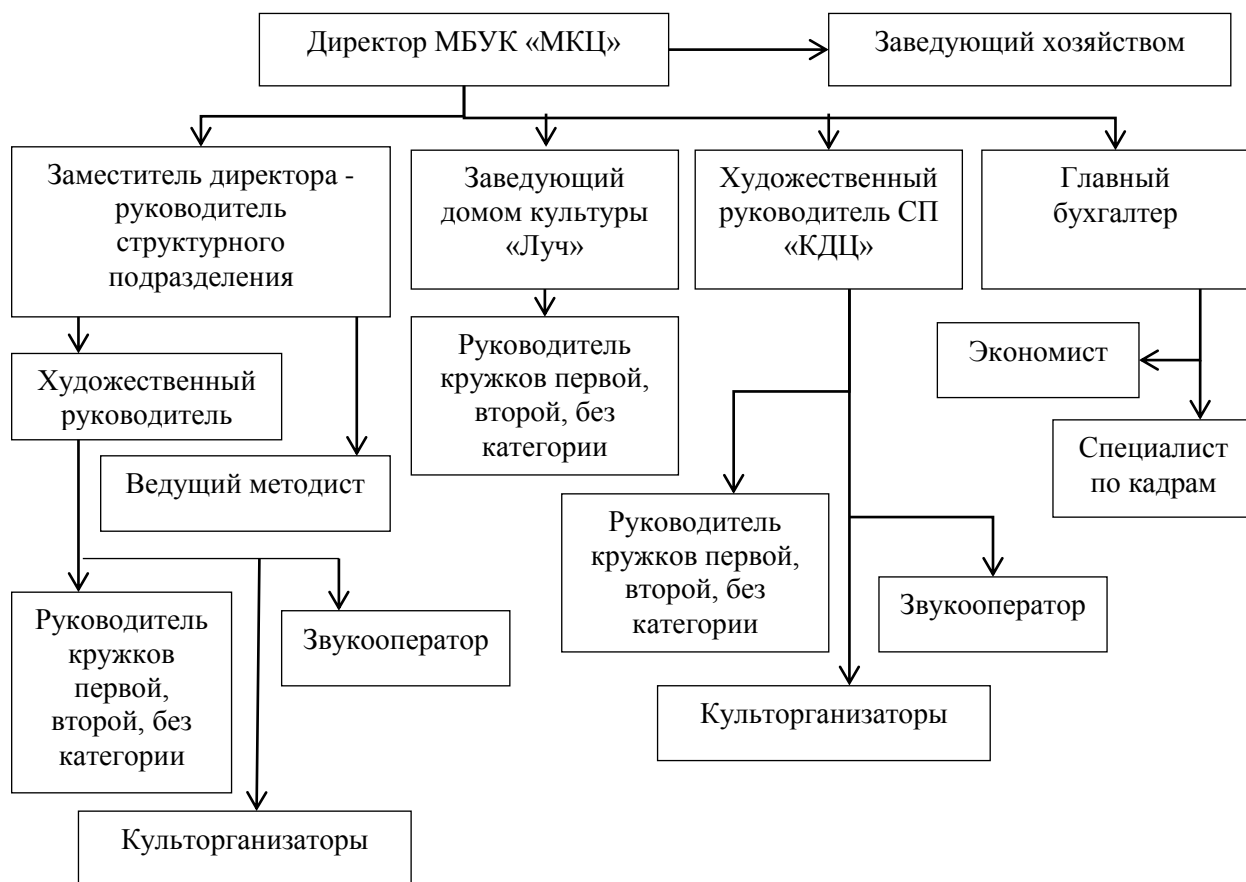 Директор МБУК «МКЦ»
Заведующий хозяйством
Заместитель директора -
руководитель
структурного
подразделения
Заведующий
домом культуры
«Луч»
Художественный
руководитель СП
«КДЦ»
Главный
бухгалтер
Художественный
руководитель
Руководитель
кружков первой,
второй, без
категории
Экономист
Специалист
по кадрам
Ведущий методист
Руководитель
кружков первой,
второй, без
категории
Звукооператор
Руководитель
кружков
первой,
второй, без
категории
Звукооператор
Культорганизаторы
Культорганизаторы